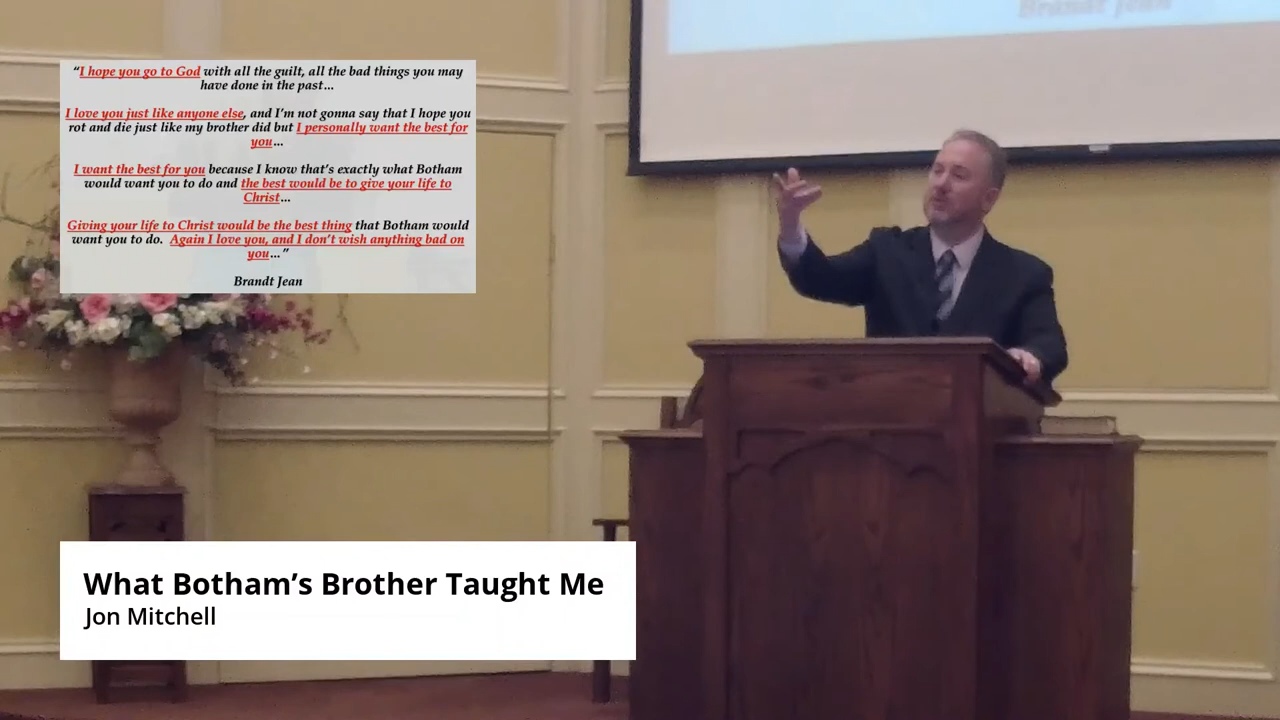 “I hope you go to God with all the guilt, all the bad things you may
have done in the past…
I love you just like anyone else, and I’m not gonna say that I hope you
rot and die just like my brother did but I personally want the best for
you…
I want the best for you because I know that’s exactly what Botham
would want you to do and the best would be to give your life to
Christ…
Giving your life to Christ would be the best thing that Botham would
want you to do.  Again I love you, and I don’t wish anything bad on
you…”
Brandt Jean
Brandt Jean
What Botham’s Brother Taught Me
Jon Mitchell